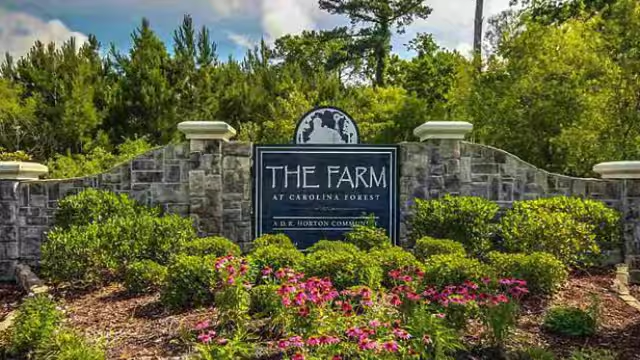 THE FARM
AT CAROLINA FOREST
A D.R. HORTON COMMUNITY